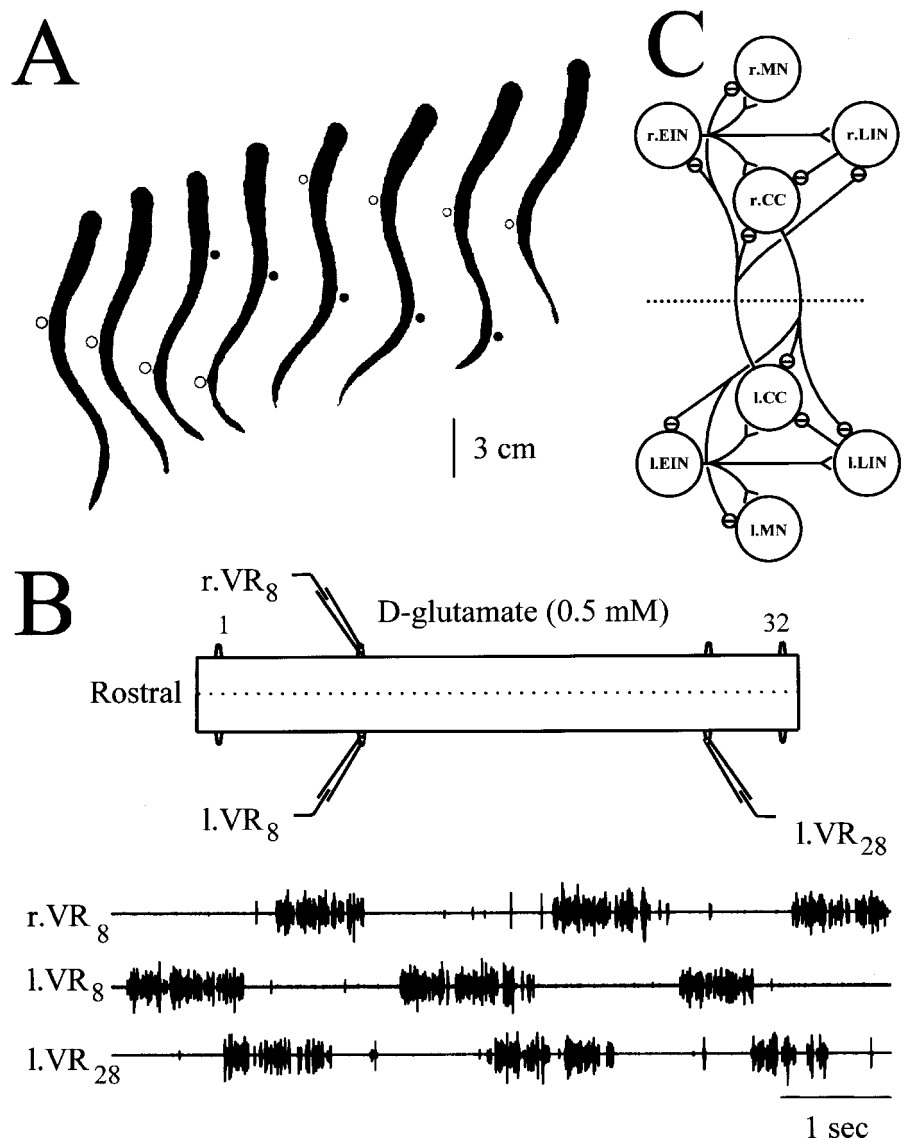 A
3 cm
C
r.MN
r.EIN
r.LIN
r.CC
l.CC
l.EIN
l.LIN
l.MN
B
r.VR8
D-glutamate (0.5 mM)
1
32
Rostral
l.VR8
l.VR28
r.VR8
l.VR8
l.VR28
1 sec